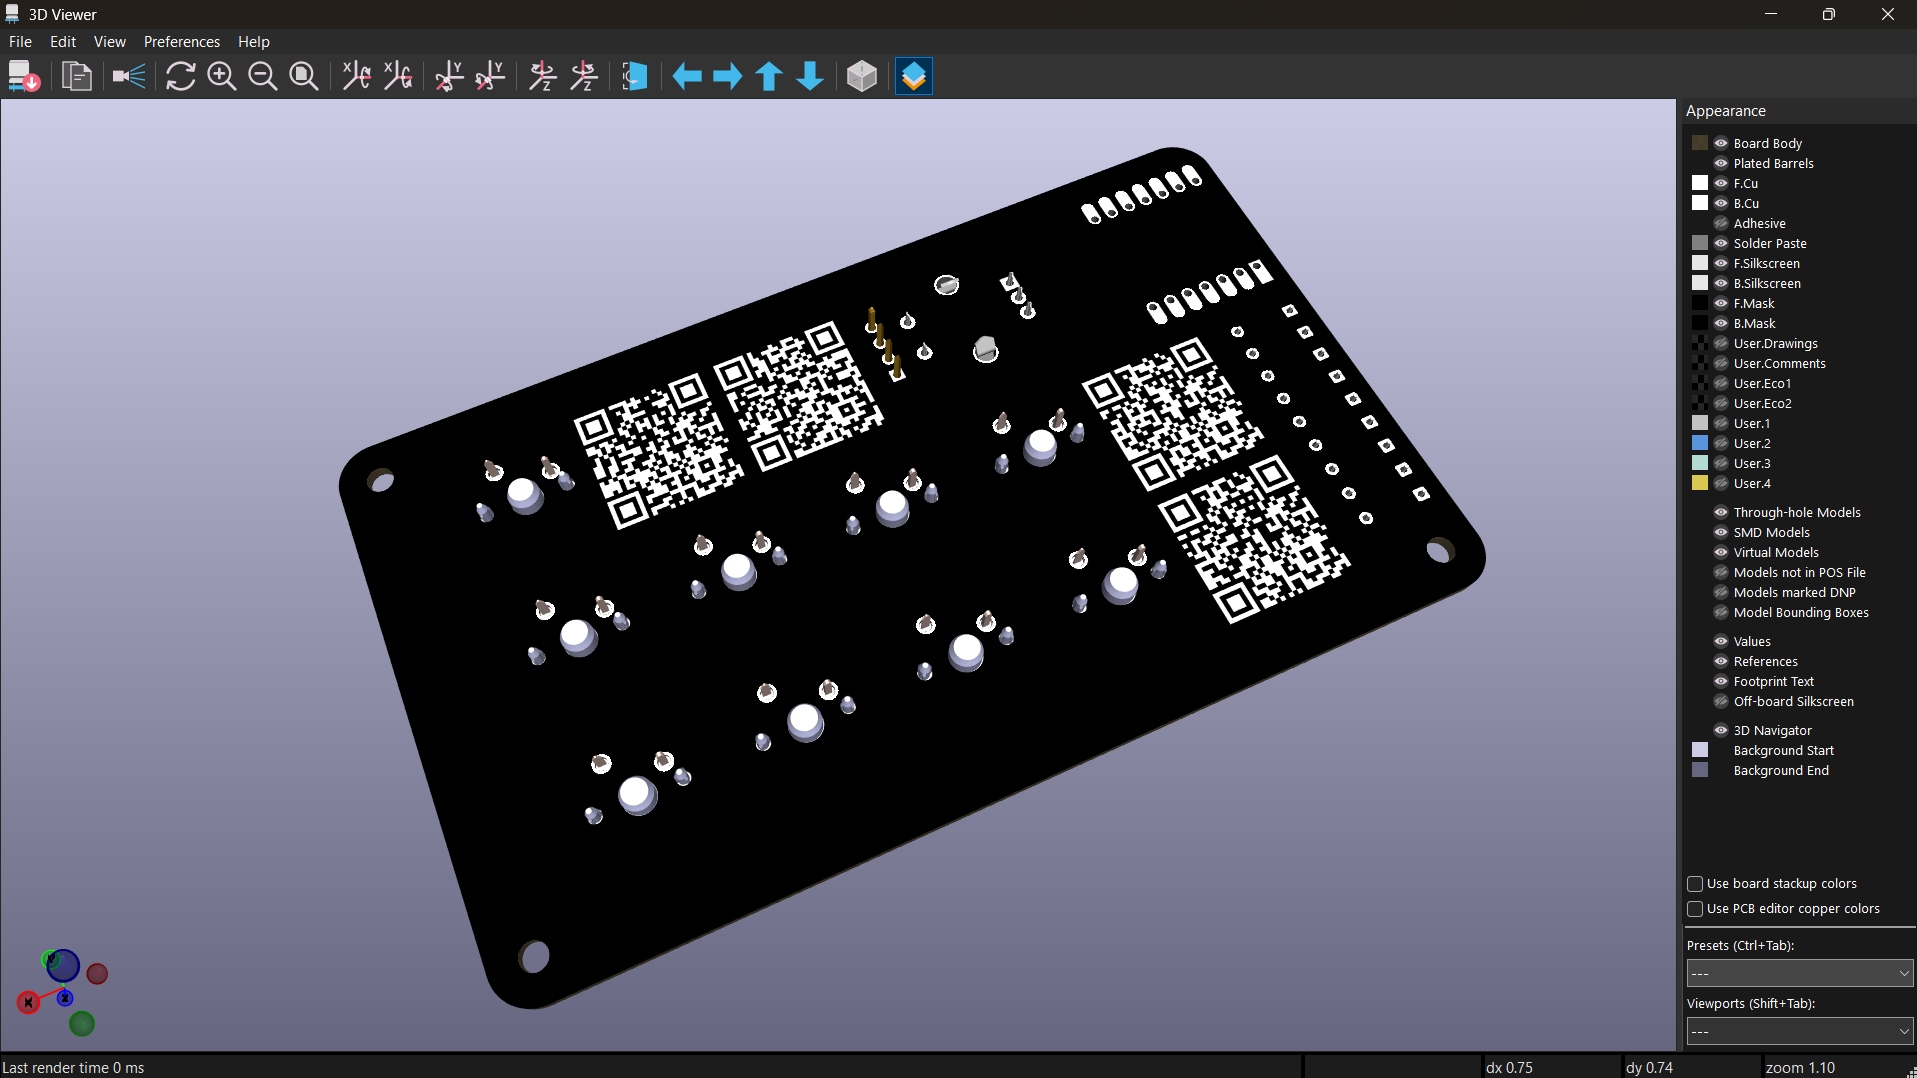 3D Viewer
File Edit View Preferences Help
Appearance
Board Body
Plated Barrels
F.Cu
B.Cu
Adhesive
Solder Paste
F.Silkscreen
B.Silkscreen
F.Mask
B.Mask
User.Drawings
User.Comments
User.Eco1
User.Eco2
User.1
User.2
User.3
User.4
Through-hole Models
SMD Models
Virtual Models
Models not in POS File
Models marked DNP
Model Bounding Boxes
Values
References
Footprint Text
Off-board Silkscreen
3D Navigator
Background Start
Background End
Use board stackup colors
Use PCB editor copper colors
Presets (Ctrl+Tab):
---
Viewports (Shift+Tab):
---
X
Z
Last render time 0 ms
dx 0.75
dy 0.74
zoom 1.10